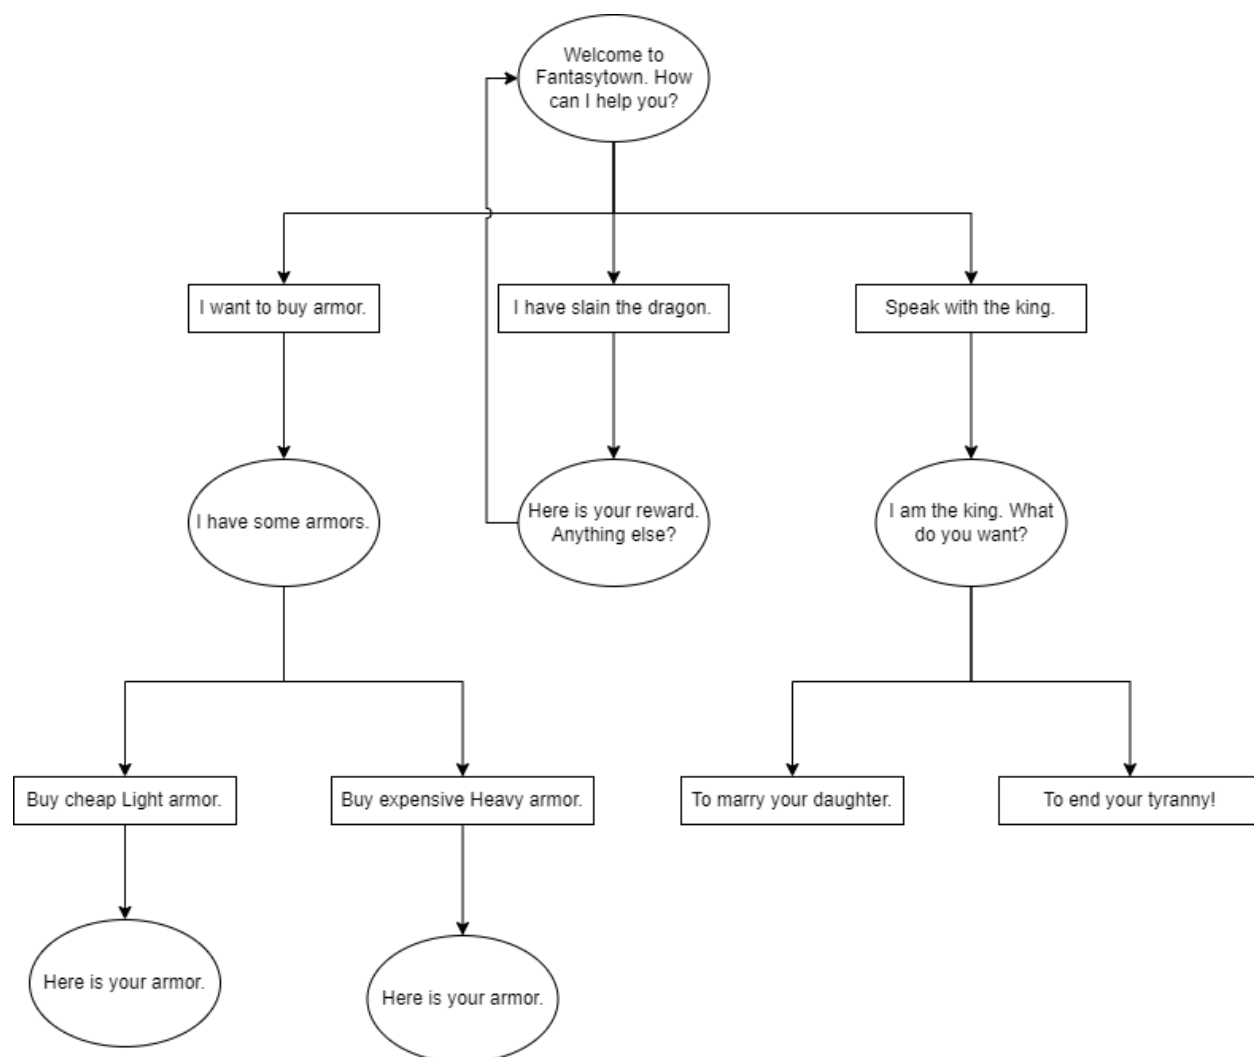 Welcome to
Fantasytown. How
can I help you?
I want to buy armor.
I have slain the dragon.
Speak with the king.
I have some armors.
Here is your reward.
Anything else?
I am the king. What
do you want?
Buy cheap Light armor.
Buy expensive Heavy armor.
To marry your daughter.
To end your tyranny!
Here is your armor.
Here is your armor.